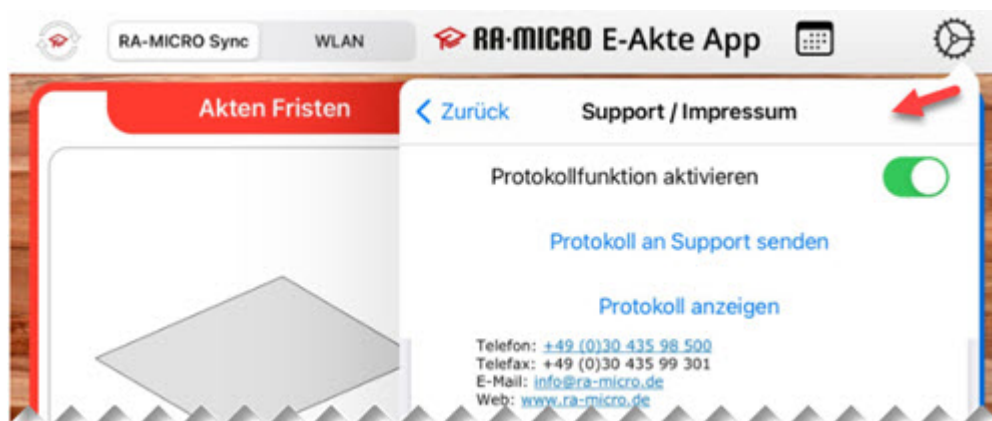 RA-MICRO Sync WLAN RA-MICRO E-Akte App
Akten Fristen
Zurück Support / Impressum
Protokollfunktion aktivieren
Protokoll an Support senden
Protokoll anzeigen
Telefon: +49 (0)30 435 98 500
Telefax: +49 (0)30 435 99 301
E-Mail: info@ra-micro.de
Web: www.ra-micro.de